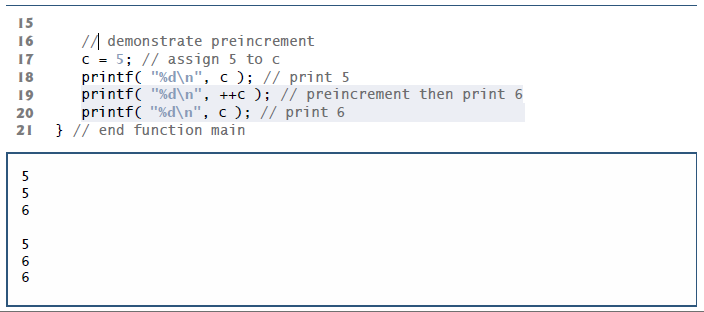 15
16 // demonstrate preincrement
17 c = 5; // assign 5 to c
18 printf( "%d\n", c ); // print 5
19 printf( "%d\n", ++c ); // preincrement then print 6
20 printf( "%d\n", c ); // print 6
21 } // end function main
5
5
6
5
6
6